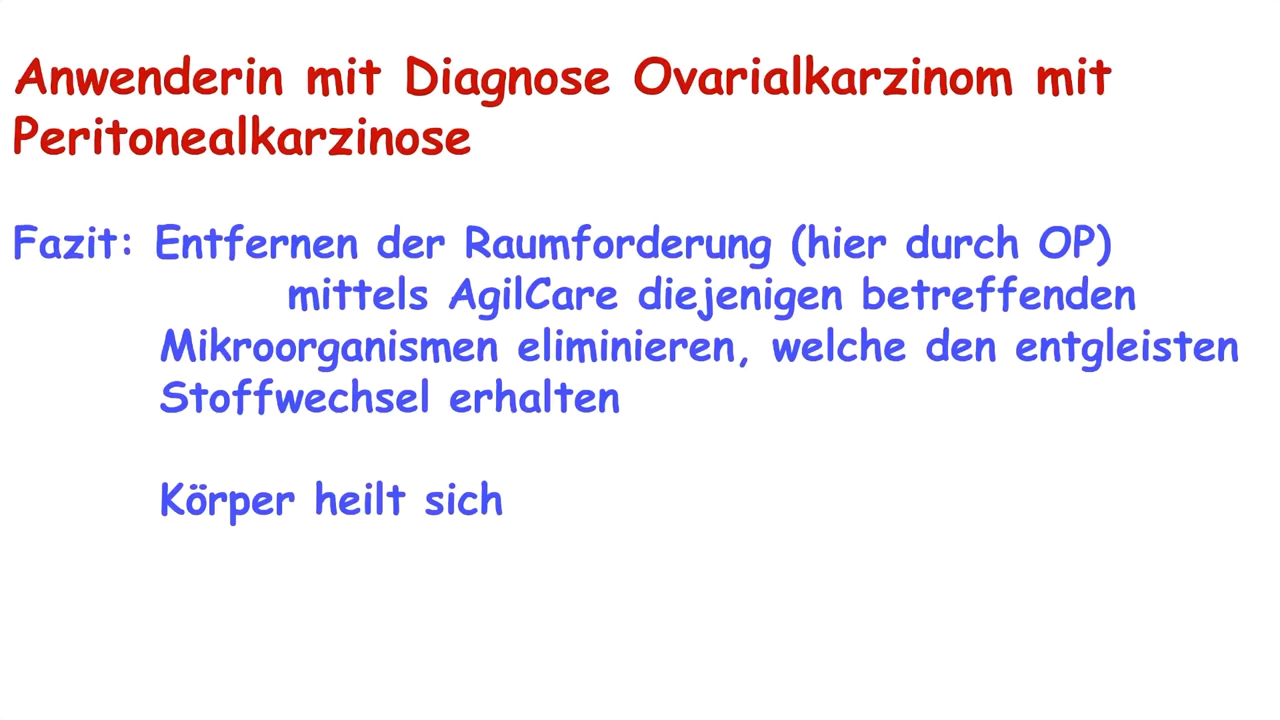 Anwenderin mit Diagnose Ovarialkarzinom mit
Peritonealkarzinose
Fazit: Entfernen der Raumforderung (hier durch OP)
mittels AgilCare diejenigen betreffenden
Mikroorganismen eliminieren, welche den entgleisten
Stoffwechsel erhalten
Körper heilt sich